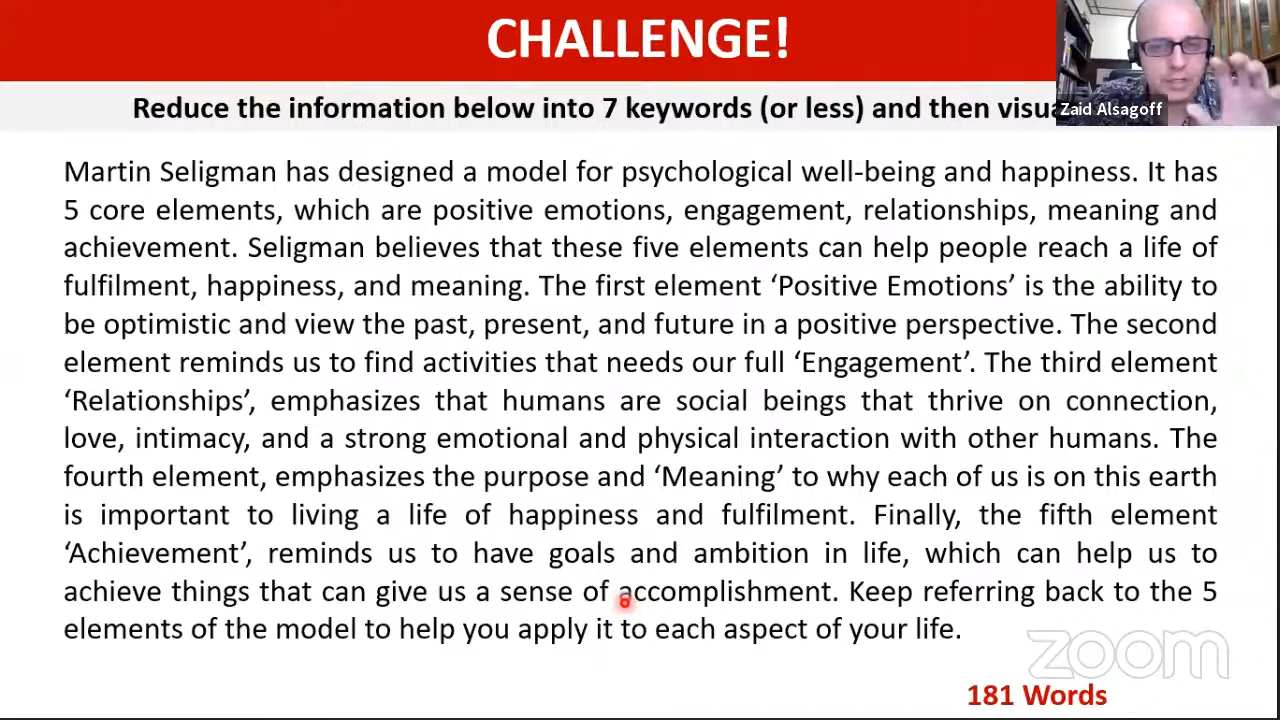 CHALLENGE!
Reduce the information below into 7 keywords (or less) and then
Zaid Alsagoff
Martin Seligman has designed a model for psychological well-being and happiness. It has
5 core elements, which are positive emotions, engagement, relationships, meaning and
achievement. Seligman believes that these five elements can help people reach a life of
fulfilment, happiness, and meaning. The first element ‘Positive Emotions’ is the ability to
be optimistic and view the past, present, and future in a positive perspective. The second
element reminds us to find activities that needs our full ‘Engagement’. The third element
‘Relationships’, emphasizes that humans are social beings that thrive on connection,
love, intimacy, and a strong emotional and physical interaction with other humans. The
fourth element, emphasizes the purpose and ‘Meaning’ to why each of us is on this earth
is important to living a life of happiness and fulfilment. Finally, the fifth element
‘Achievement’, reminds us to have goals and ambition in life, which can help us to
achieve things that can give us a sense of accomplishment. Keep referring back to the 5
elements of the model to help you apply it to each aspect of your life.
zoom
181 Words